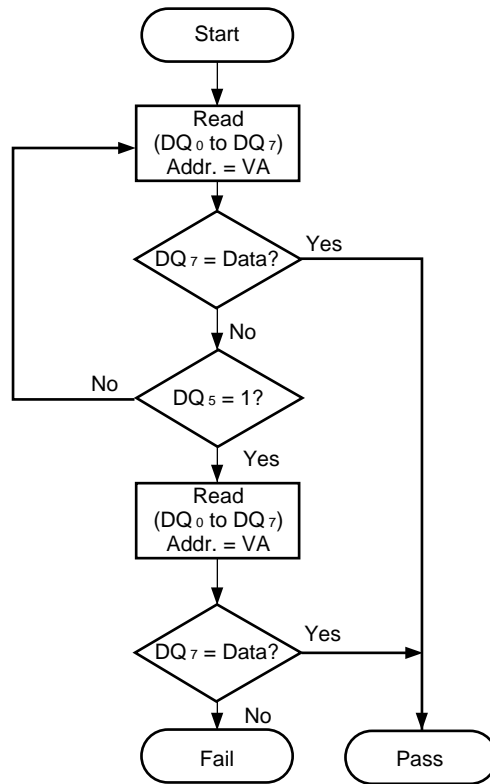 Start
Read
(DQ₀ to DQ₇)
Addr. = VA
DQ₇ = Data?
Yes
No
DQ₅ = 1?
No
Yes
Read
(DQ₀ to DQ₇)
Addr. = VA
DQ₇ = Data?
Yes
No
Fail
Pass